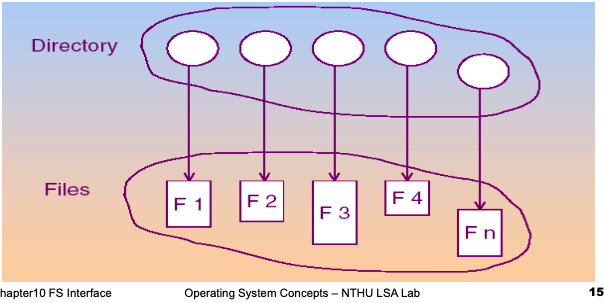 Directory
Files
F 1
F 2
F 3
F 4
F n
hapter10 FS Interface
Operating System Concepts – NTHU LSA Lab
15